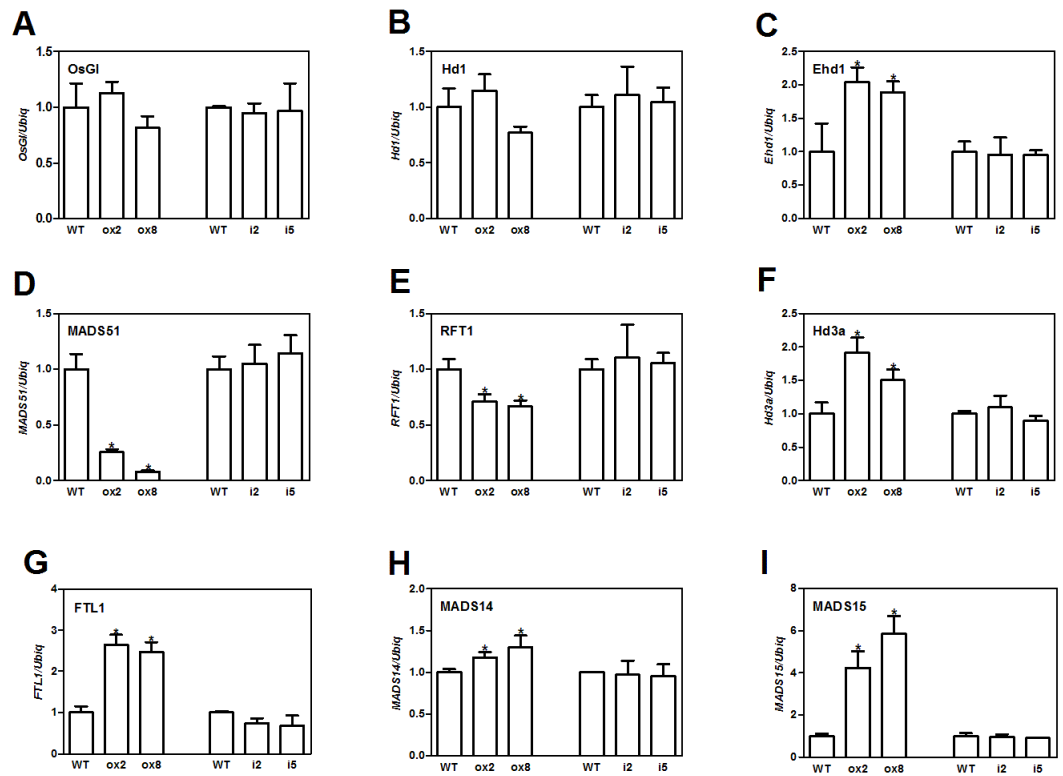 A
OsGI
OsGI/Ubiq
1.5
1.0
0.5
0.0
WT ox2 ox8 WT i2 i5
B
Hd1
Hd1/Ubiq
1.5
1.0
0.5
0.0
WT ox2 ox8 WT i2 i5
C
Ehd1
Ehd1/Ubiq
2.5
2.0
1.5
1.0
0.5
0.0
* *
WT ox2 ox8 WT i2 i5
D
MADS51
MADS51/Ubiq
1.5
1.0
0.5
0.0
* *
WT ox2 ox8 WT i2 i5
E
RFT1
RFT1/Ubiq
1.5
1.0
0.5
0.0
* *
WT ox2 ox8 WT i2 i5
F
Hd3a
Hd3a/Ubiq
2.5
2.0
1.5
1.0
0.5
0.0
* *
WT ox2 ox8 WT i2 i5
G
FTL1
FTL1/Ubiq
4
3
2
1
0
* *
WT ox2 ox8 WT i2 i5
H
MADS14
MADS14/Ubiq
2.0
1.5
1.0
0.5
0.0
* *
WT ox2 ox8 WT i2 i5
I
MADS15
MADS15/Ubiq
8
6
4
2
0
* *
WT ox2 ox8 WT i2 i5